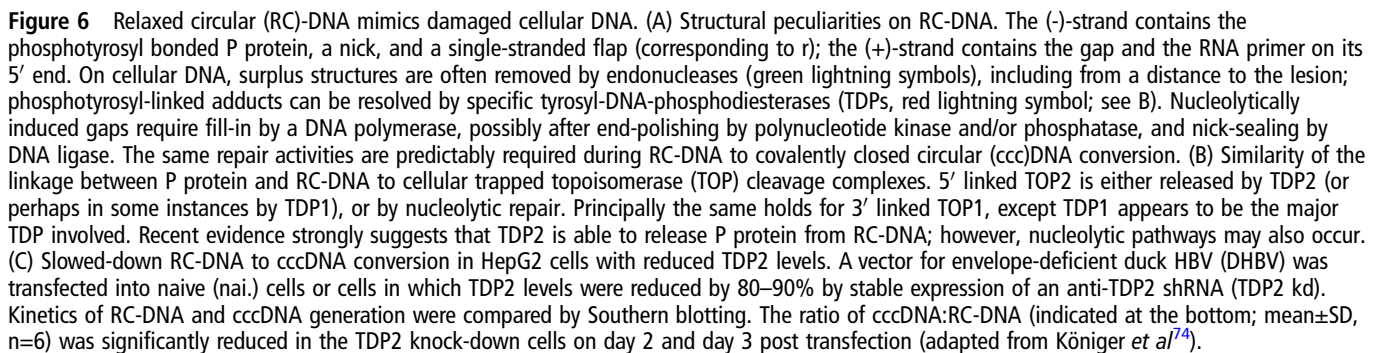 Figure 6 Relaxed circular (RC)-DNA mimics damaged cellular DNA. (A) Structural peculiarities on RC-DNA. The (-)-strand contains the
phosphotyrosyl bonded P protein, a nick, and a single-stranded flap (corresponding to r); the (+)-strand contains the gap and the RNA primer on its
5′ end. On cellular DNA, surplus structures are often removed by endonucleases (green lightning symbols), including from a distance to the lesion;
phosphotyrosyl-linked adducts can be resolved by specific tyrosyl-DNA-phosphodiesterases (TDPs, red lightning symbol; see B). Nucleolytically
induced gaps require fill-in by a DNA polymerase, possibly after end-polishing by polynucleotide kinase and/or phosphatase, and nick-sealing by
DNA ligase. The same repair activities are predictably required during RC-DNA to covalently closed circular (ccc)DNA conversion. (B) Similarity of the
linkage between P protein and RC-DNA to cellular trapped topoisomerase (TOP) cleavage complexes. 5′ linked TOP2 is either released by TDP2 (or
perhaps in some instances by TDP1), or by nucleolytic repair. Principally the same holds for 3′ linked TOP1, except TDP1 appears to be the major
TDP involved. Recent evidence strongly suggests that TDP2 is able to release P protein from RC-DNA; however, nucleolytic pathways may also occur.
(C) Slowed-down RC-DNA to cccDNA conversion in HepG2 cells with reduced TDP2 levels. A vector for envelope-deficient duck HBV (DHBV) was
transfected into naive (nai.) cells or cells in which TDP2 levels were reduced by 80–90% by stable expression of an anti-TDP2 shRNA (TDP2 kd).
Kinetics of RC-DNA and cccDNA generation were compared by Southern blotting. The ratio of cccDNA:RC-DNA (indicated at the bottom; mean±SD,
n=6) was significantly reduced in the TDP2 knock-down cells on day 2 and day 3 post transfection (adapted from Königer et al74).